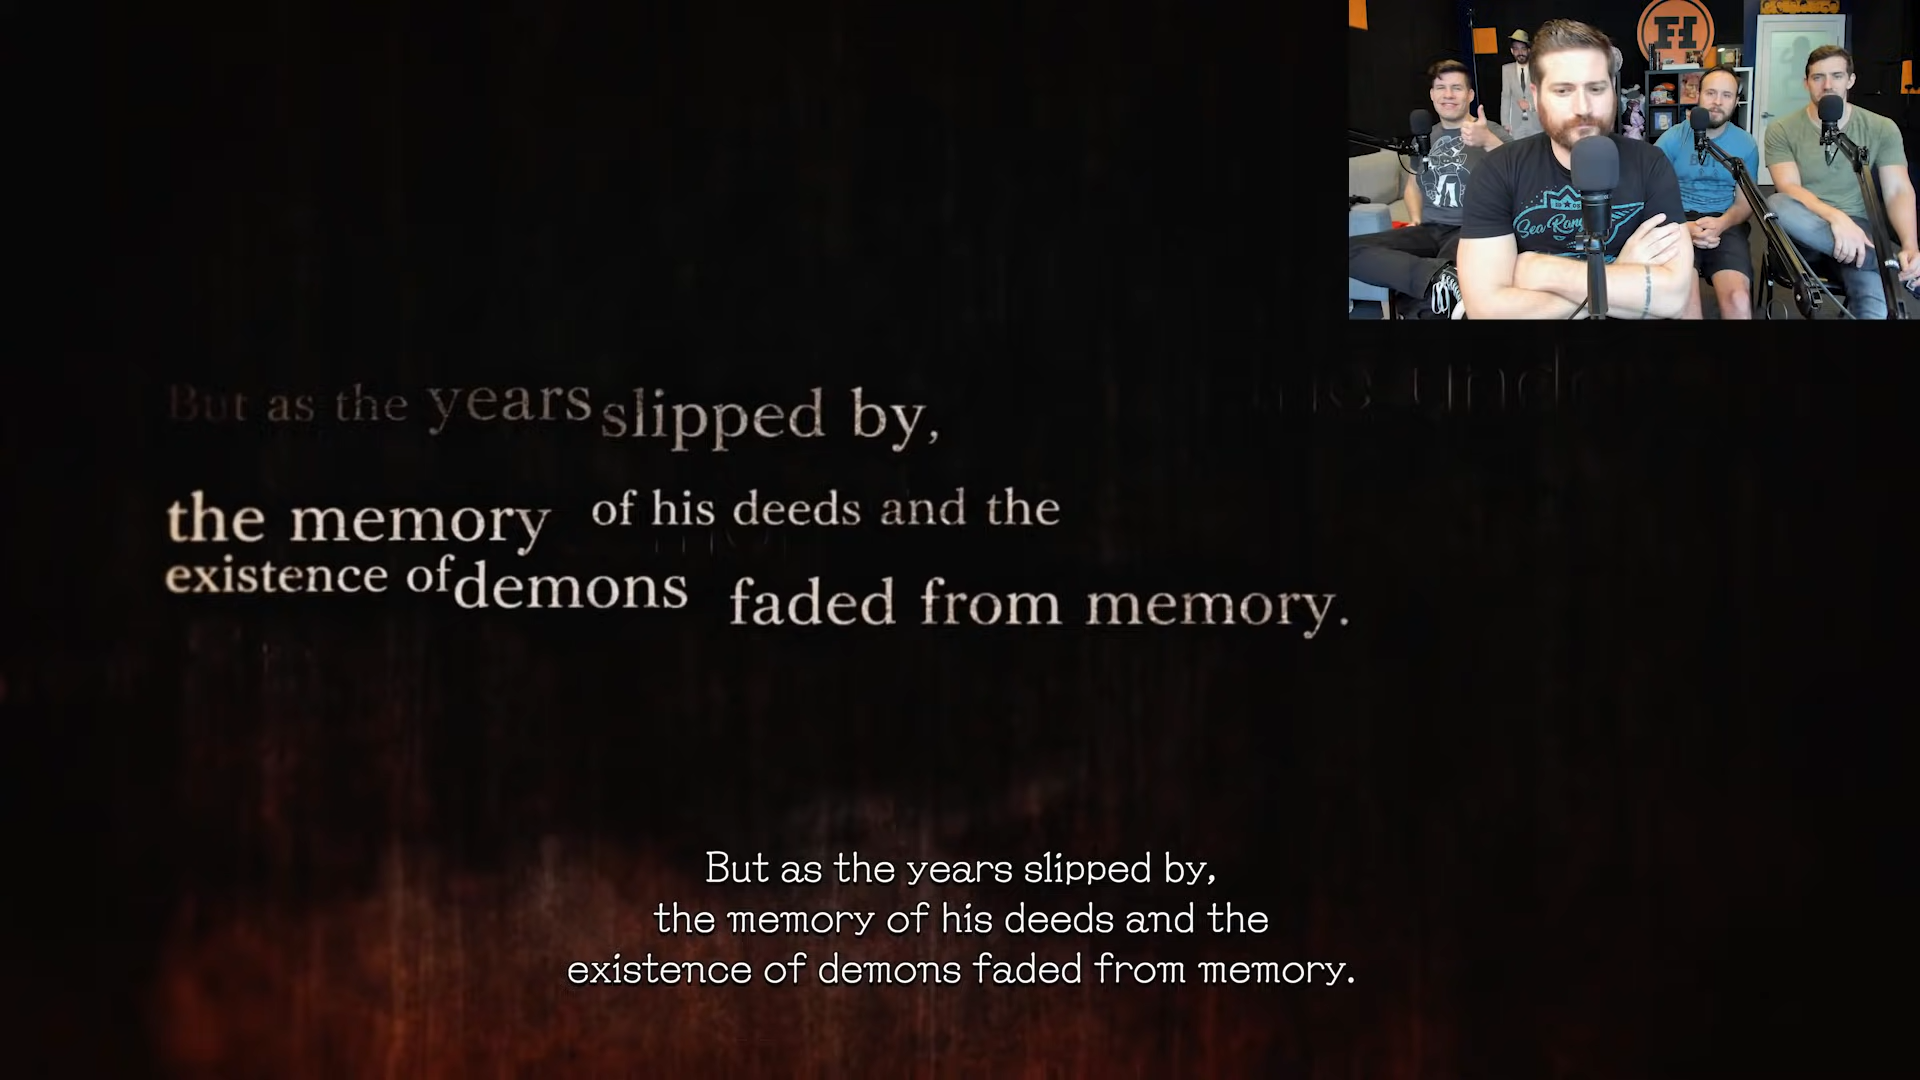 But as the years slipped by,
the memory of his deeds and the
existence of demons faded from memory.
But as the years slipped by,
the memory of his deeds and the
existence of demons faded from memory.
Sea Rang